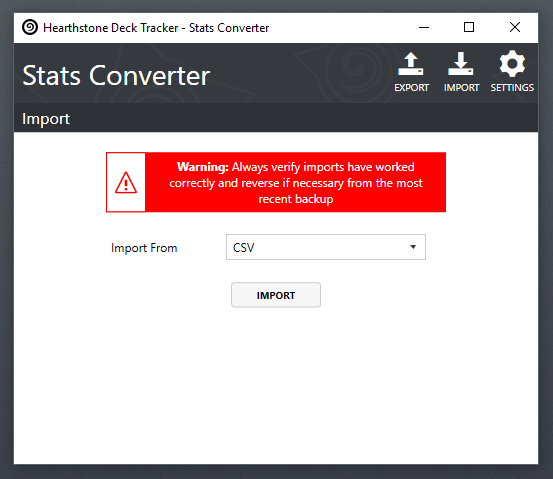 Hearthstone Deck Tracker - Stats Converter
Stats Converter
EXPORT
IMPORT
SETTINGS
Import
Warning: Always verify imports have worked
correctly and reverse if necessary from the most
recent backup
Import From
CSV
IMPORT